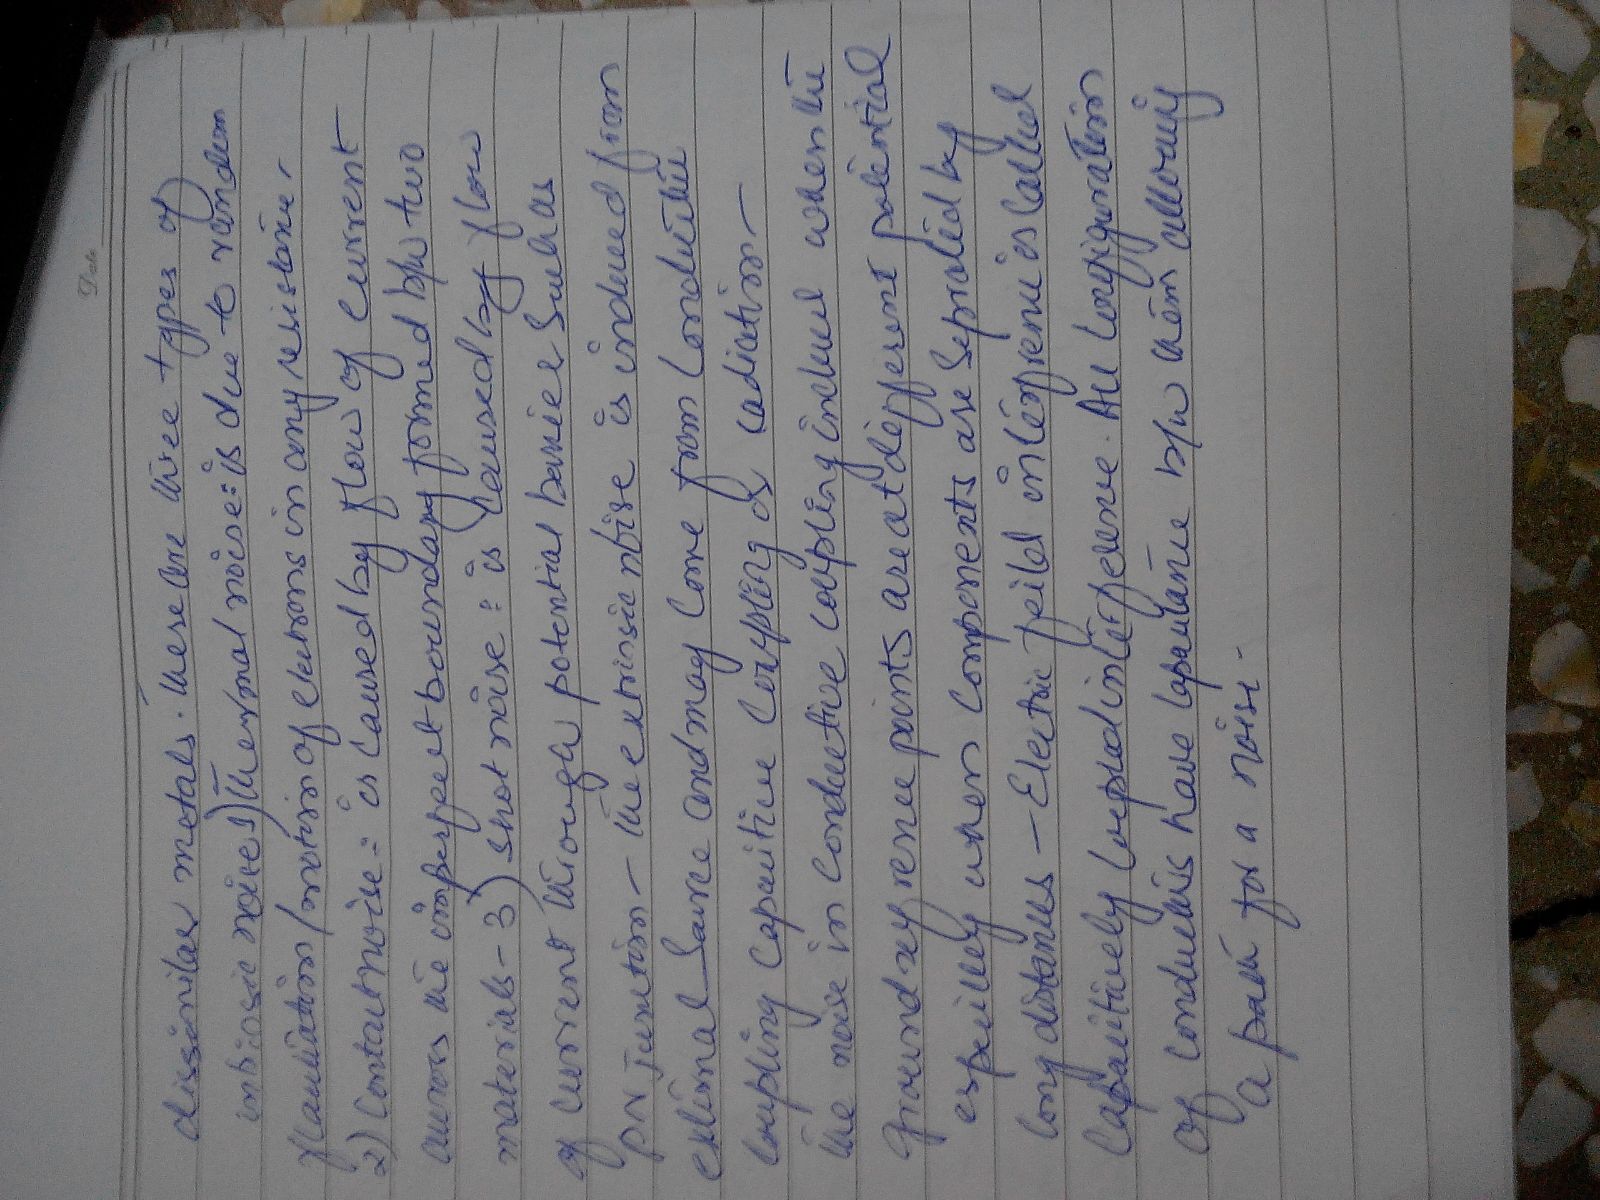 Date
dissimilar metals. There are three types of
intrinsic noise 1) Thermal noise: is due to random
/motion of electrons in any resistance.
2) Contact noise: is caused by flow of current
across the imperfect boundary formed b/w two
materials - 3) Shot noise: is caused by flow
of current through potential barrier Such as
PN junction - The extrinsic noise is induced from
external Source and may Come from Conductive
Coupling Capacitive Coupling or radiation -
The noise in Conductive Coupling induced when the
ground refrence points are at different potential
when Components are Seprated by
long distances - Electric feild interfrence is Called
Capacitively Coupled interference. All Configuration
of Conductors have Capacitance b/w them allowing
a path for a noise -